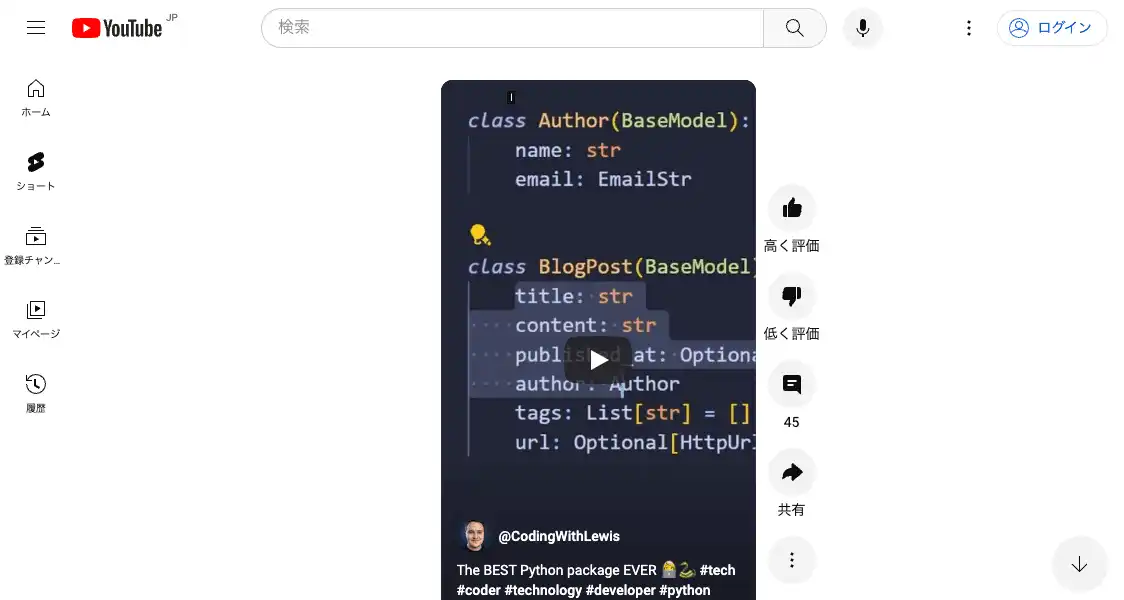 YouTube JP
検索
ログイン
ホーム
ショート
登録チャン...
マイページ
履歴
class Author(BaseModel):
name: str
email: EmailStr
class BlogPost(BaseModel)
title: str
content: str
at: Optiona
author: Author
tags: List[str] = []
url: Optional[HttpUrl
@CodingWithLewis
The BEST Python package EVER #tech
#coder #technology #developer #python
高く評価
低く評価
45
共有